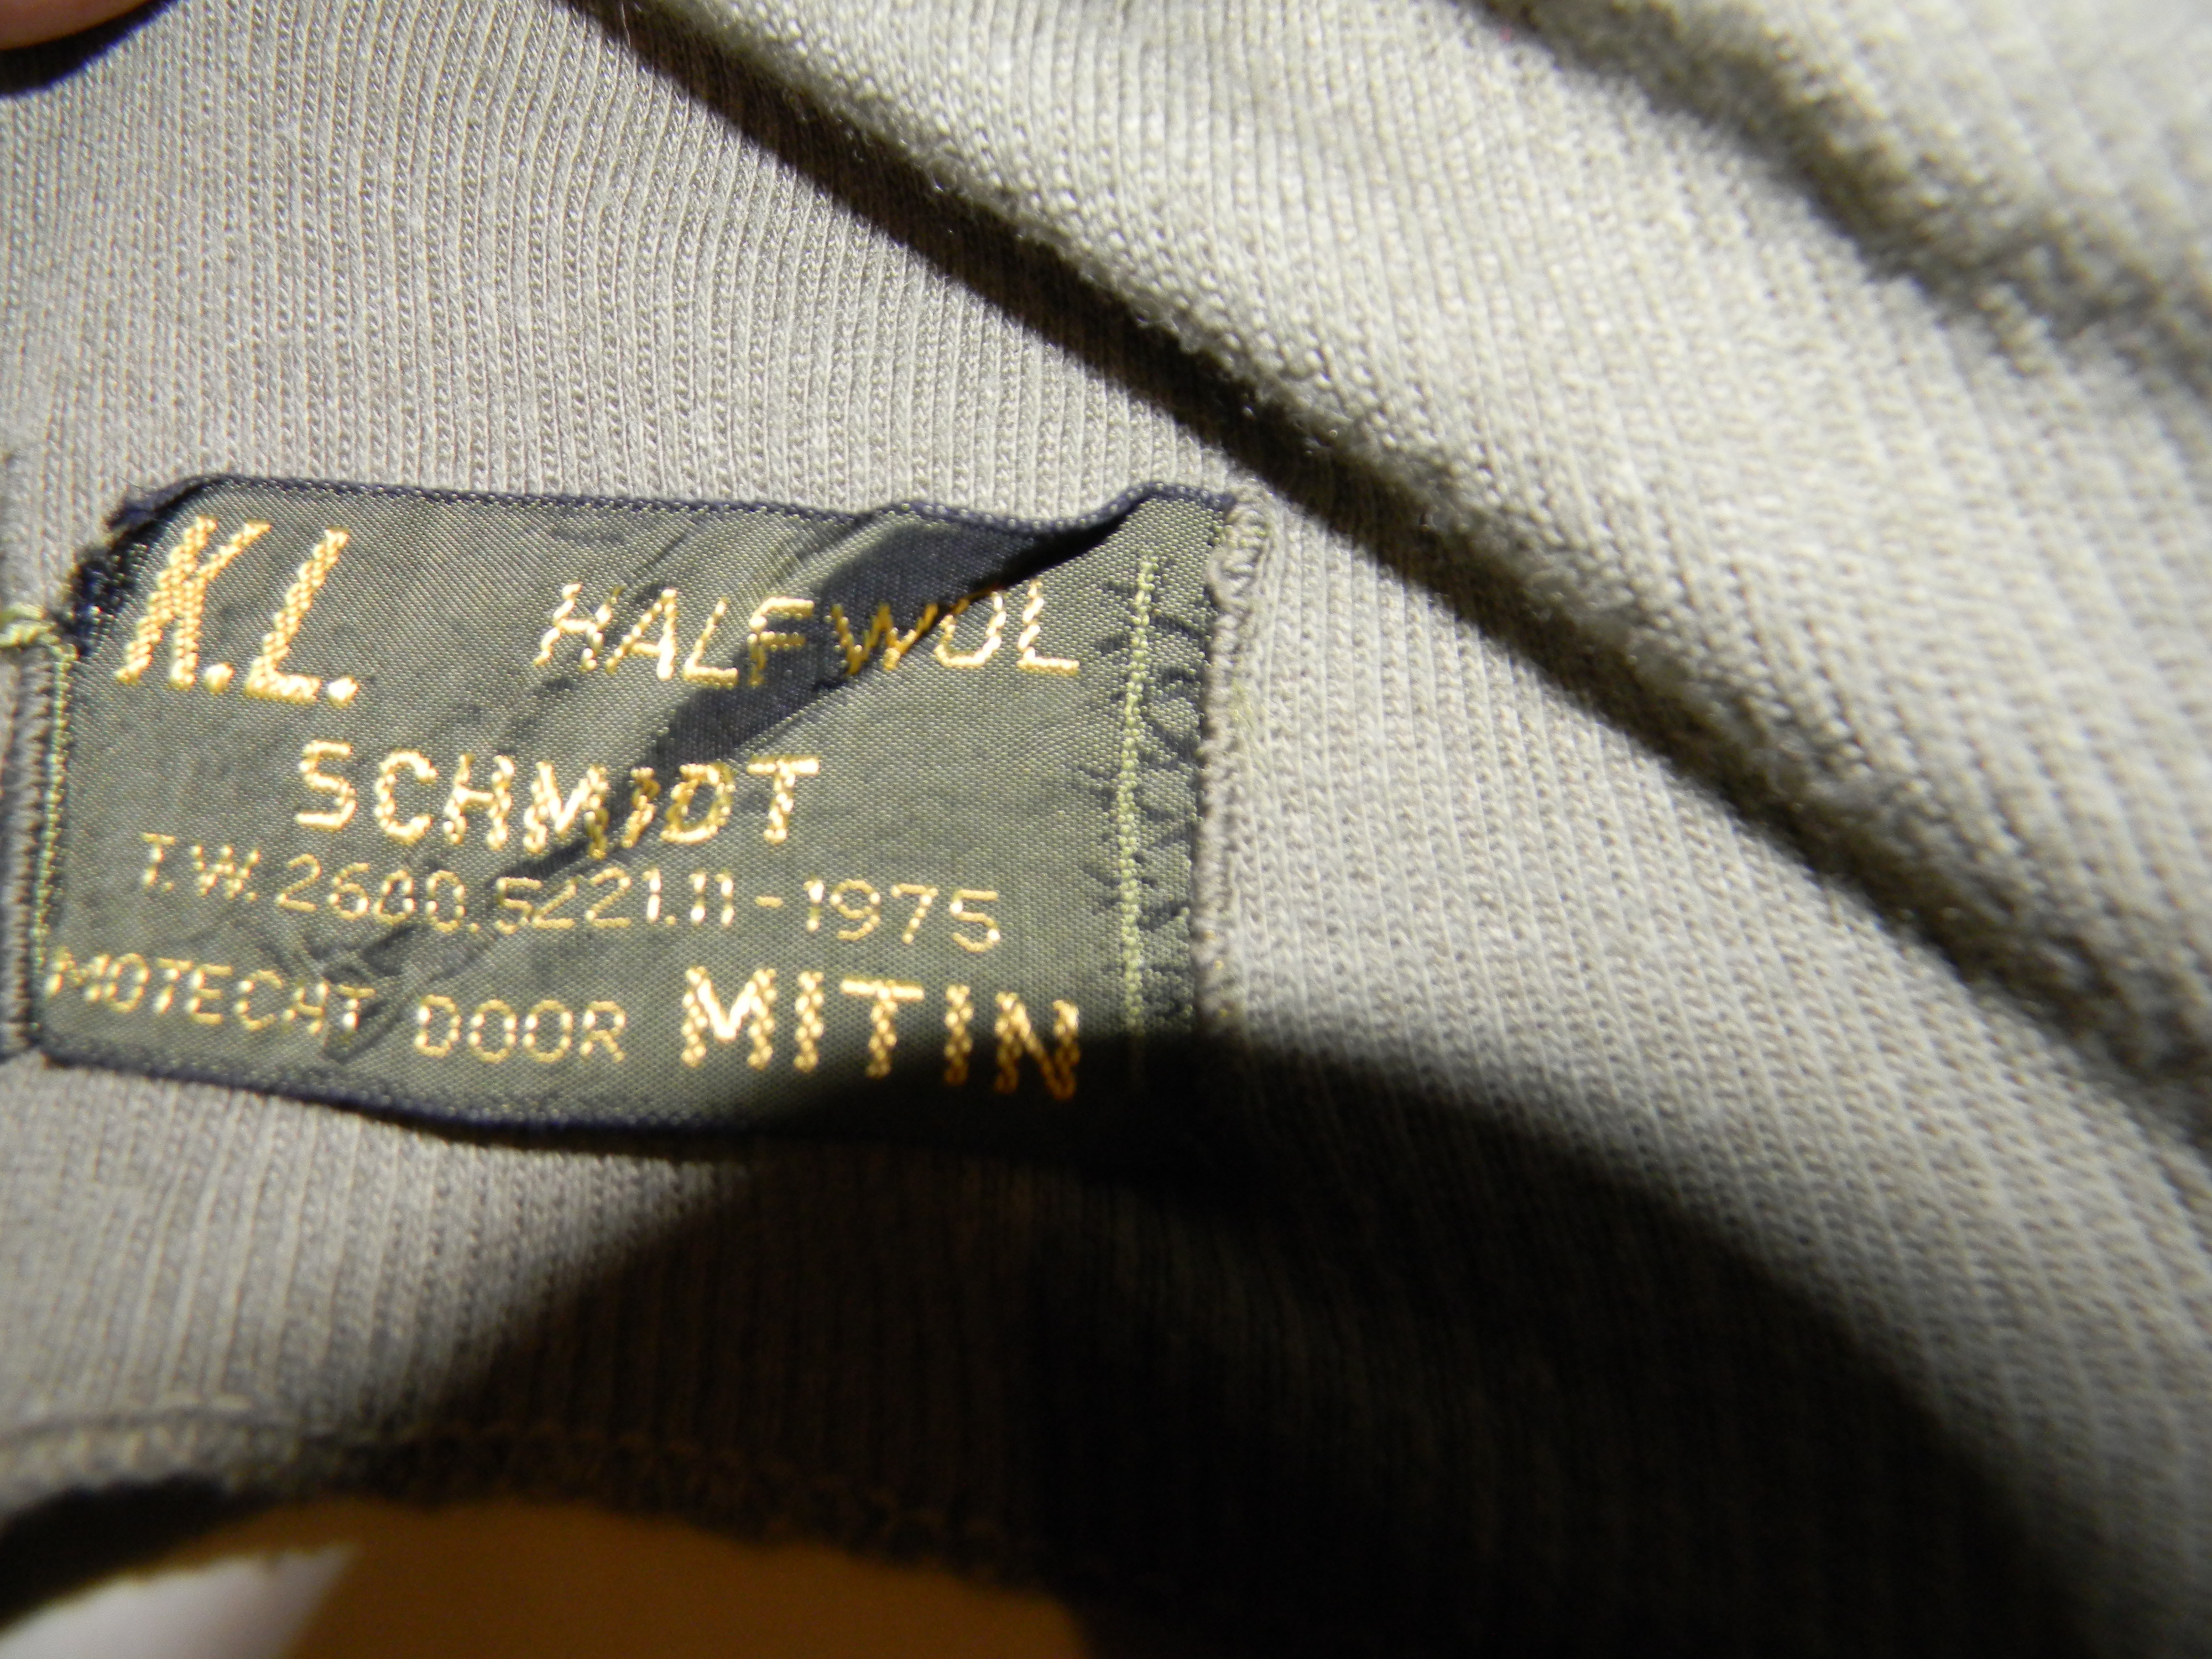 K.L. HALFWOL
SCHMIDT
T.W. 2600.5221.11-1975
MOTECHT DOOR MITIN